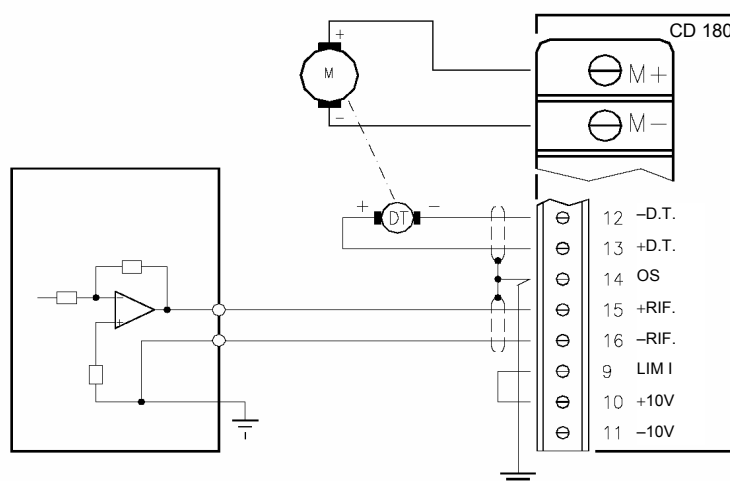 CD 180
+
M
–
M+
M–
+
DT
–
12 –D.T.
13 +D.T.
14 OS
15 +RIF.
16 –RIF.
9 LIM I
10 +10V
11 –10V
–
+